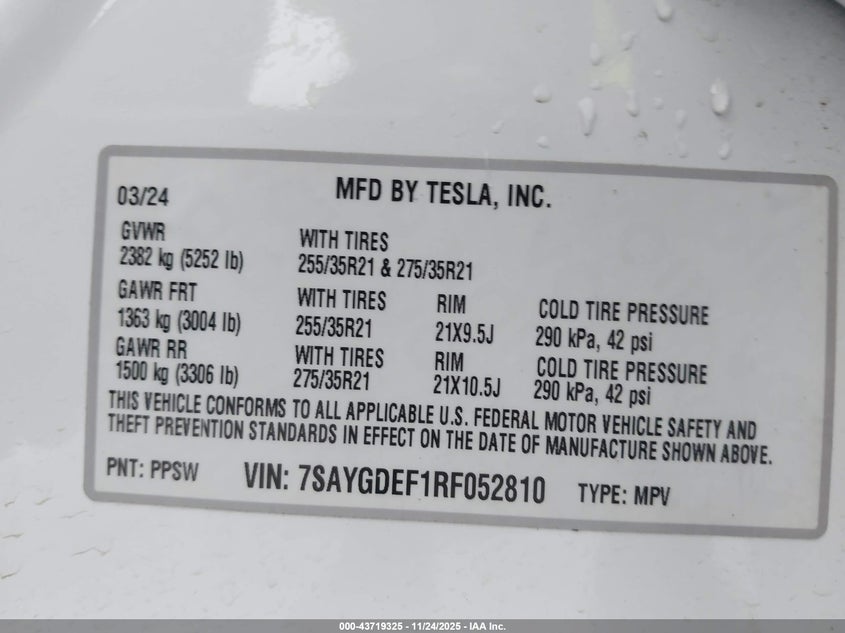 03/24 MFD BY TESLA, INC.
GVWR WITH TIRES
2382 kg (5252 lb) 255/35R21 & 275/35R21
GAWR FRT WITH TIRES RIM COLD TIRE PRESSURE
1363 kg (3004 lb) 255/35R21 21X9.5J 290 kPa, 42 psi
GAWR RR WITH TIRES RIM COLD TIRE PRESSURE
1500 kg (3306 lb) 275/35R21 21X10.5J 290 kPa, 42 psi
THIS VEHICLE CONFORMS TO ALL APPLICABLE U.S. FEDERAL MOTOR VEHICLE SAFETY AND
THEFT PREVENTION STANDARDS IN EFFECT ON THE DATE OF MANUFACTURE SHOWN ABOVE.
PNT: PPSW VIN: 7SAYGDEF1RF052810 TYPE: MPV
000-43719325 - 11/24/2025 - IAA Inc.